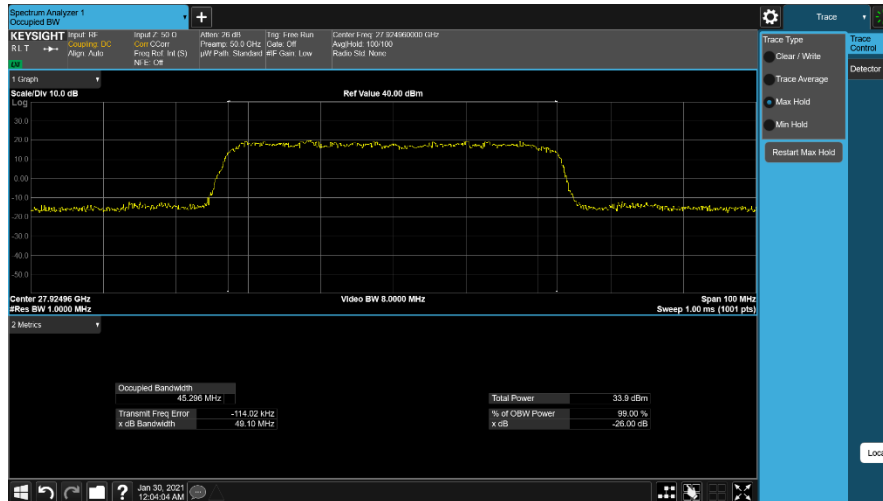 Spectrum Analyzer 1
Occupied BW
+
KEYSIGHT
RLT
Input: RF
Coupling: DC
Align: Auto
Input Z: 50 Ω
Corr CCorr
Freq Ref: Int (S)
NFE: Off
Atten: 26 dB
Preamp: 50.0 GHz
µW Path: Standard
Trig: Free Run
Gate: Off
#IF Gain: Low
Center Freq: 27.924960000 GHz
Avg|Hold: 100/100
Radio Std: None
1 Graph
Scale/Div 10.0 dB
Ref Value 40.00 dBm
Log
30.0
20.0
10.0
0.00
-10.0
-20.0
-30.0
-40.0
-50.0
Center 27.92496 GHz
#Res BW 1.0000 MHz
Video BW 8.0000 MHz
Span 100 MHz
Sweep 1.00 ms (1001 pts)
2 Metrics
Occupied Bandwidth
45.296 MHz
Transmit Freq Error -114.02 kHz
x dB Bandwidth 49.10 MHz
Total Power 33.9 dBm
% of OBW Power 99.00 %
x dB -26.00 dB
?
Jan 30, 2021
12:04:04 AM
Trace
Trace Type
Clear / Write
Trace Average
Max Hold
Min Hold
Restart Max Hold
Trace
Control
Detector
Loca